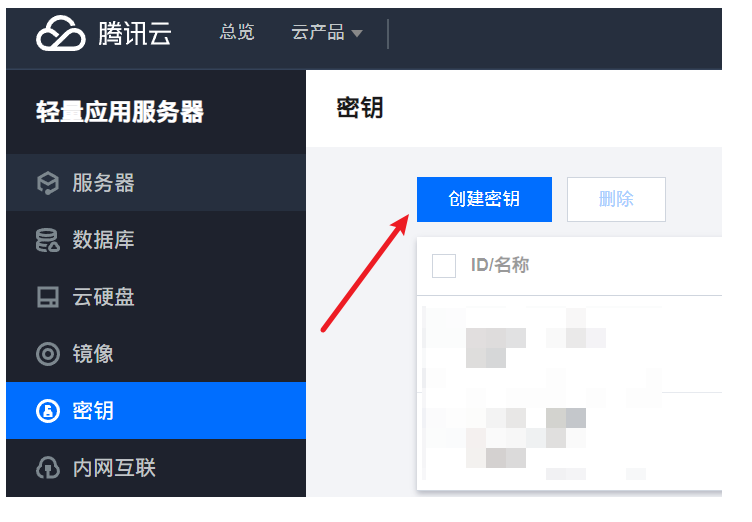 腾讯云 总览 云产品
轻量应用服务器
密钥
服务器
创建密钥 删除
数据库
ID/名称
云硬盘
镜像
密钥
内网互联